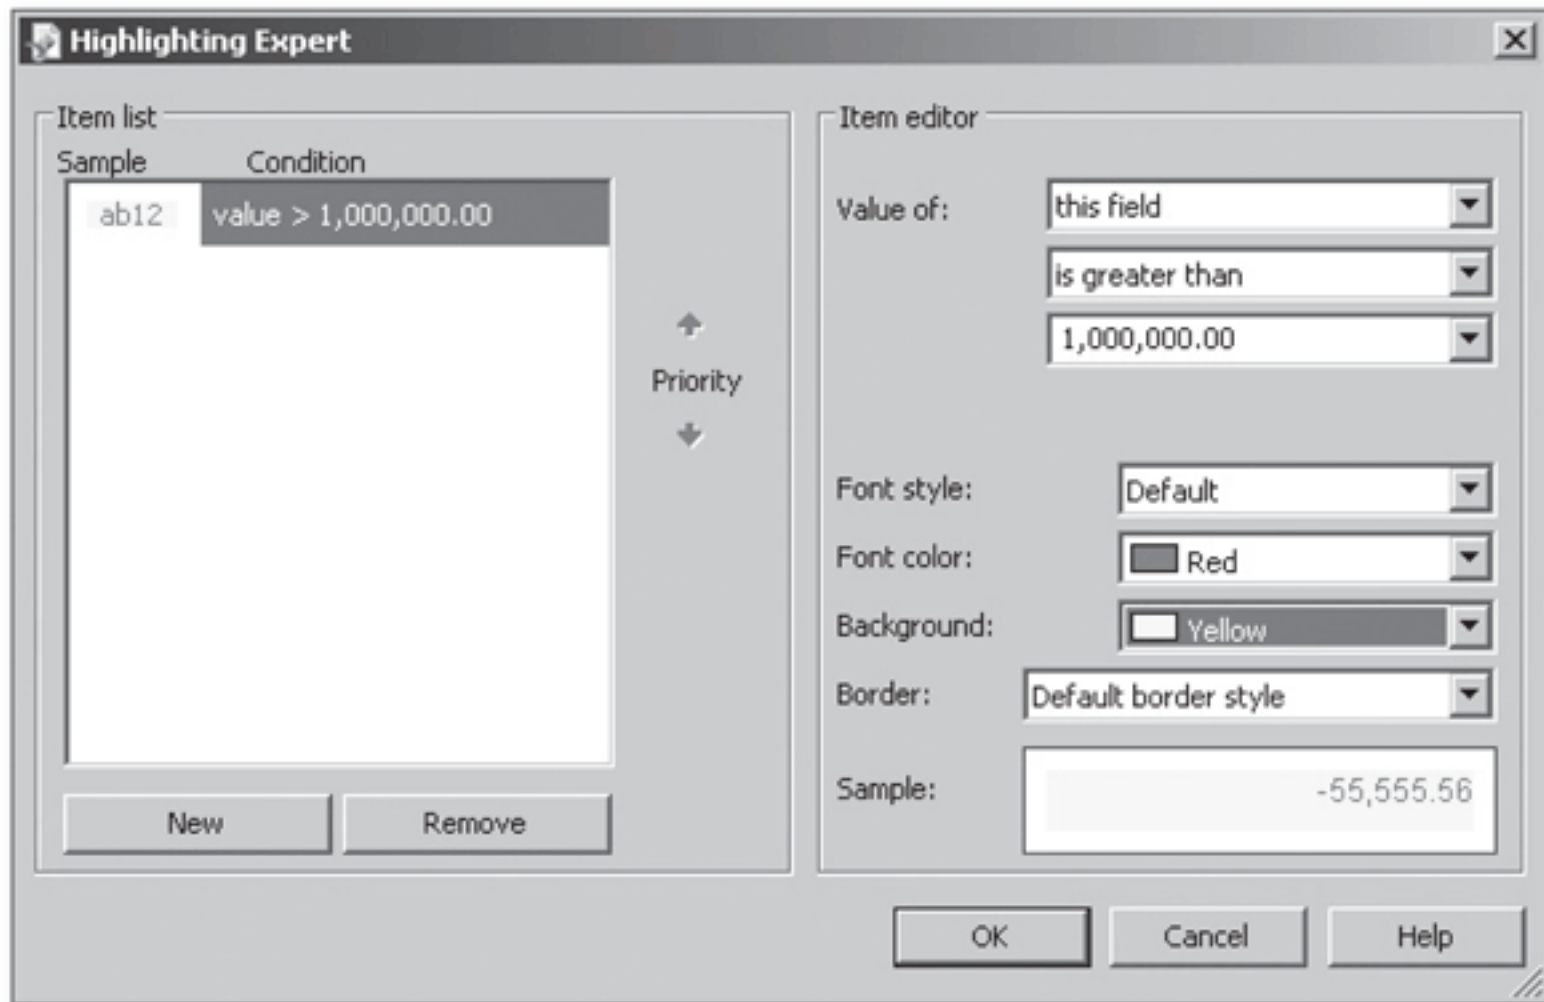 Highlighting Expert
Item list
Sample Condition
ab12 value > 1,000,000.00
Priority
New Remove
Item editor
Value of: this field
is greater than
1,000,000.00
Font style: Default
Font color: Red
Background: Yellow
Border: Default border style
Sample: -55,555.56
OK Cancel Help